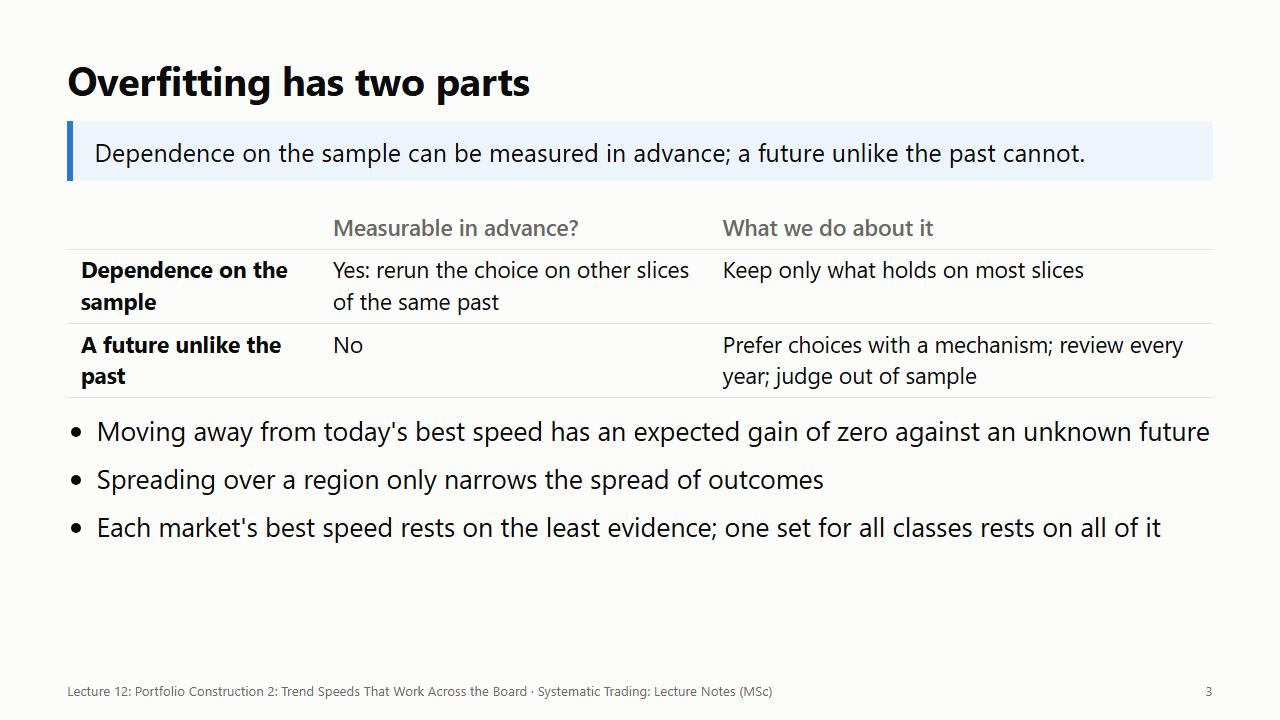 Overfitting has two parts
Dependence on the sample can be measured in advance; a future unlike the past cannot.
Measurable in advance? What we do about it
Dependence on the sample
Yes: rerun the choice on other slices of the same past
Keep only what holds on most slices
A future unlike the past
No
Prefer choices with a mechanism; review every year; judge out of sample
• Moving away from today's best speed has an expected gain of zero against an unknown future
• Spreading over a region only narrows the spread of outcomes
• Each market's best speed rests on the least evidence; one set for all classes rests on all of it
Lecture 12: Portfolio Construction 2: Trend Speeds That Work Across the Board · Systematic Trading: Lecture Notes (MSc) 3